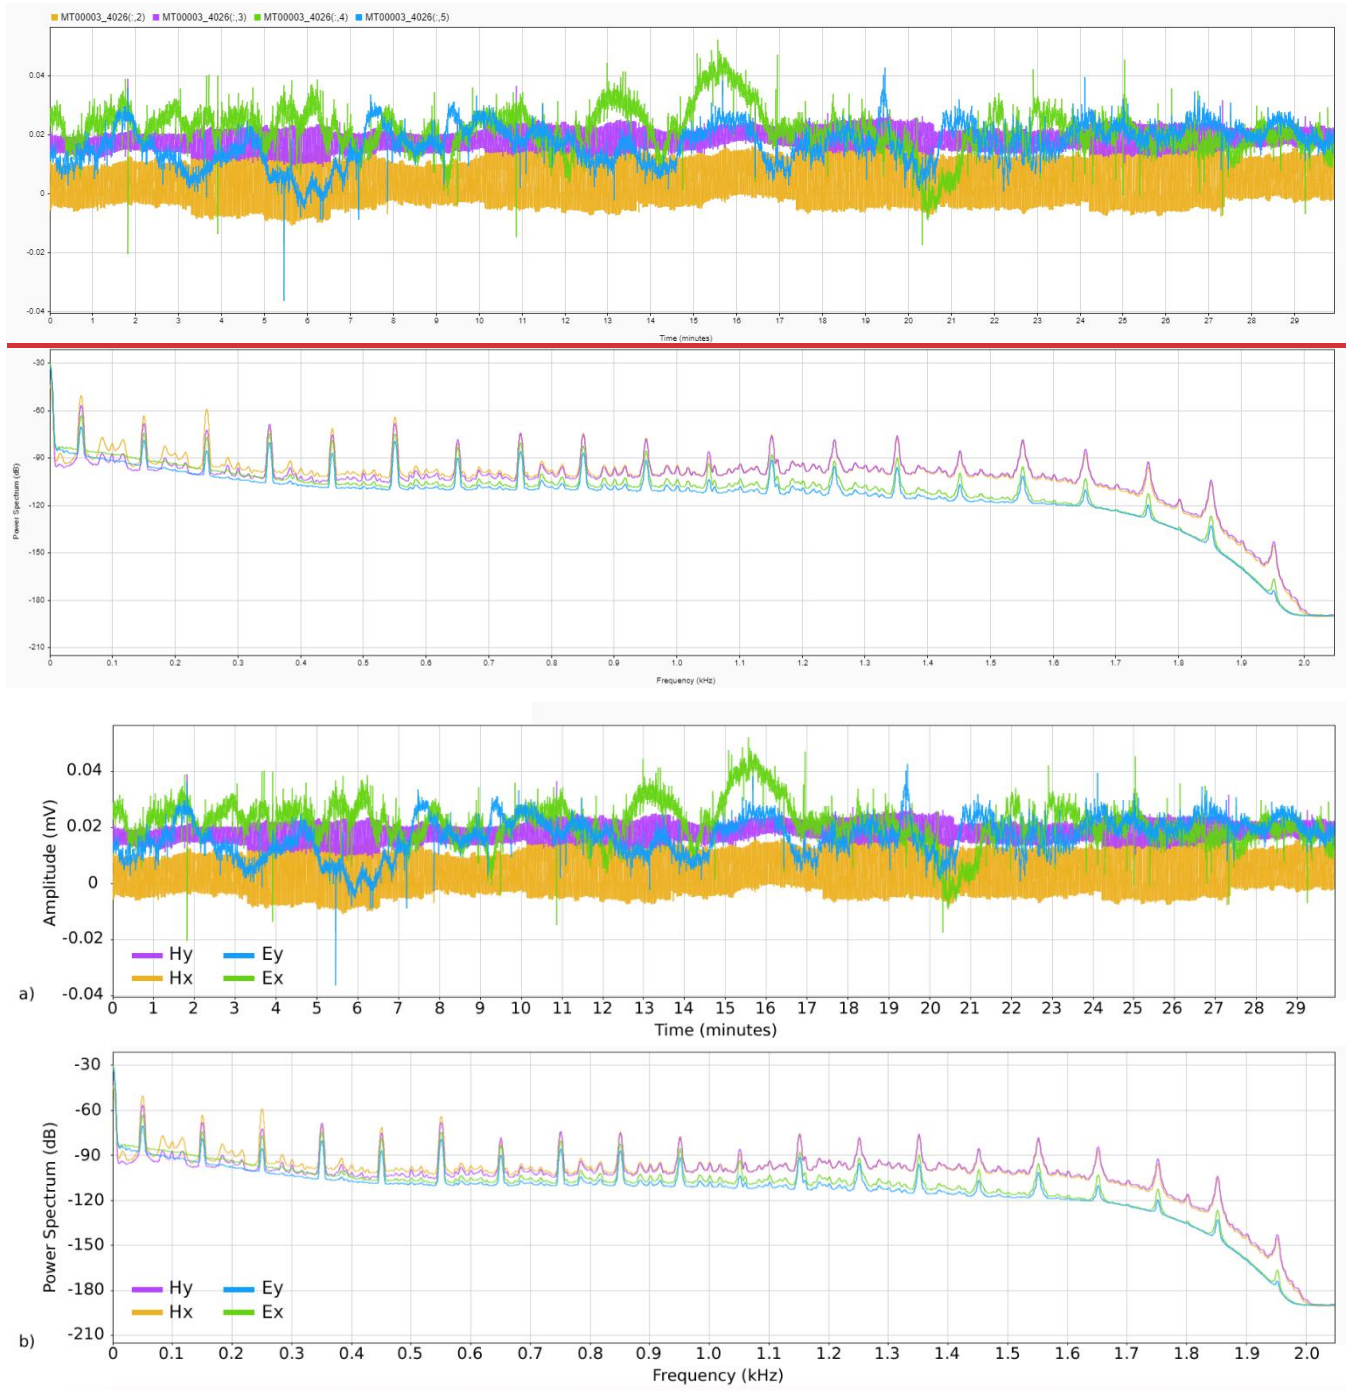 MT00003_4026(:,2) MT00003_4026(:,3) MT00003_4026(:,4) MT00003_4026(:,5)
0.04
0.02
0
-0.02
-0.04
0 1 2 3 4 5 6 7 8 9 10 11 12 13 14 15 16 17 18 19 20 21 22 23 24 25 26 27 28 29
Time (minutes)
Power Spectrum (dB)
-30
-60
-90
-120
-150
-180
-210
0 0.1 0.2 0.3 0.4 0.5 0.6 0.7 0.8 0.9 1.0 1.1 1.2 1.3 1.4 1.5 1.6 1.7 1.8 1.9 2.0
Frequency (kHz)
Amplitude (mV)
0.04
0.02
0
-0.02
-0.04
Hy Ey
Hx Ex
a)
0 1 2 3 4 5 6 7 8 9 10 11 12 13 14 15 16 17 18 19 20 21 22 23 24 25 26 27 28 29
Time (minutes)
Power Spectrum (dB)
-30
-60
-90
-120
-150
-180
-210
Hy Ey
Hx Ex
b)
0 0.1 0.2 0.3 0.4 0.5 0.6 0.7 0.8 0.9 1.0 1.1 1.2 1.3 1.4 1.5 1.6 1.7 1.8 1.9 2.0
Frequency (kHz)